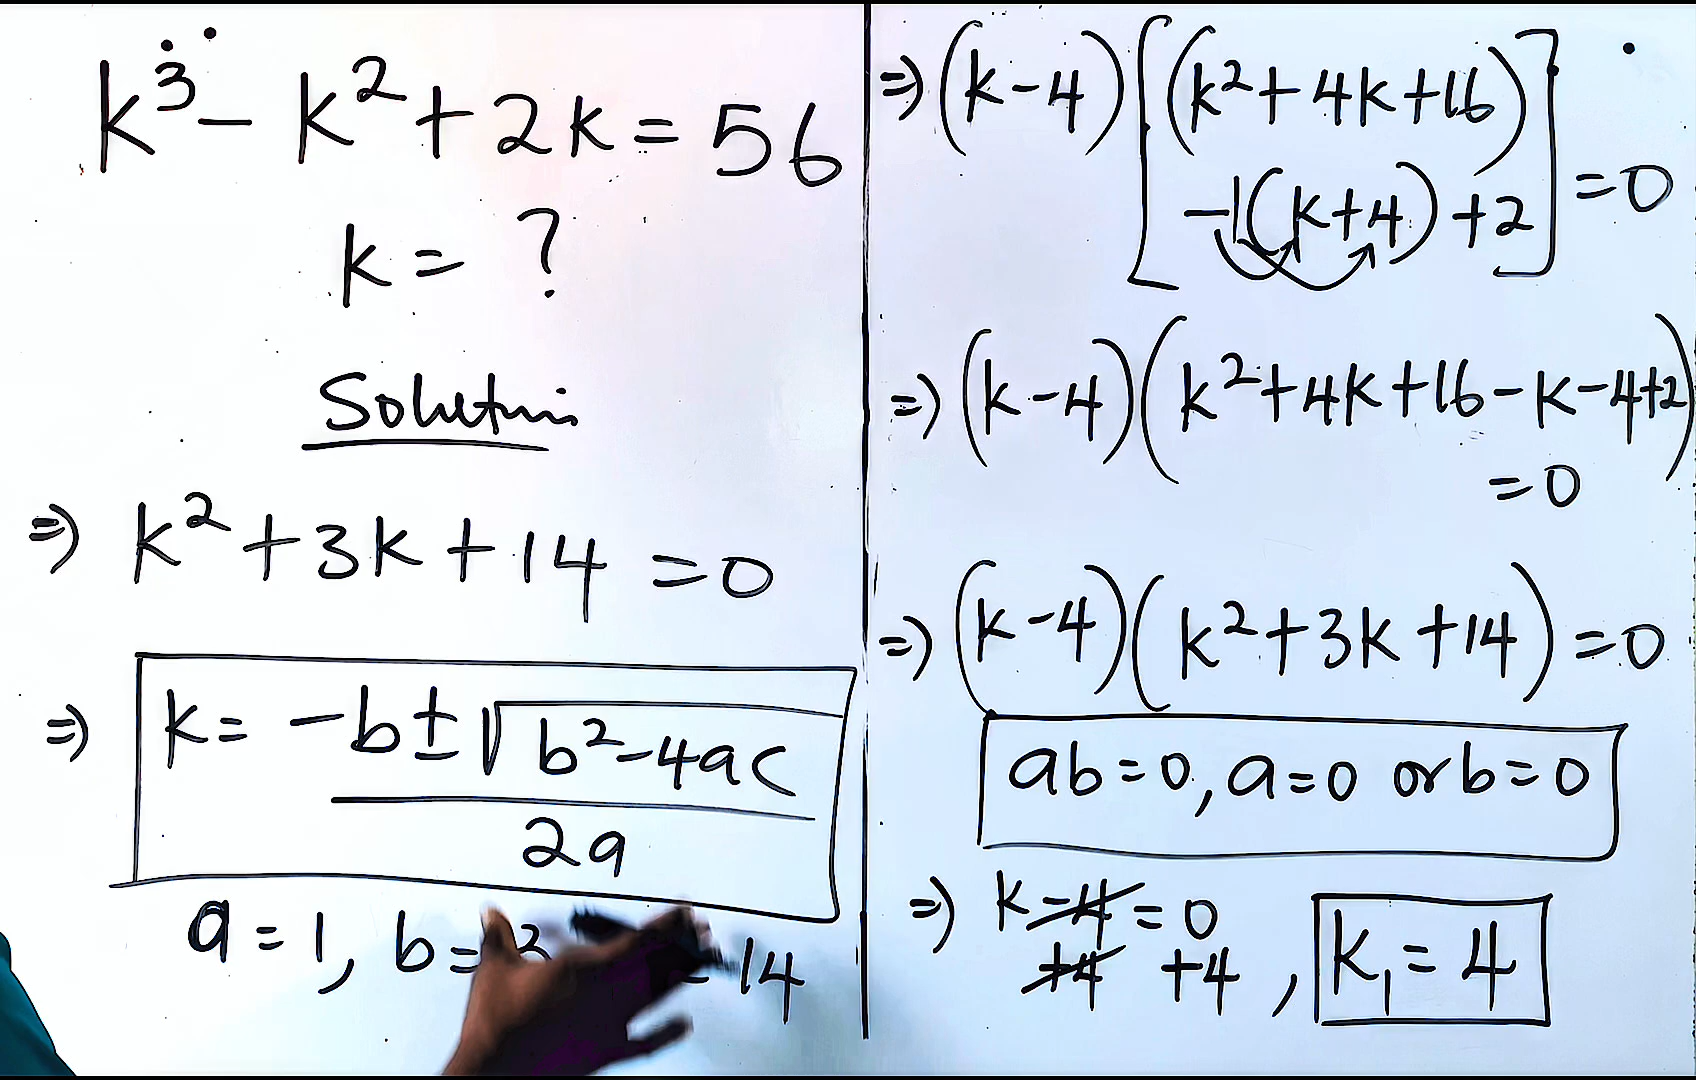 k³ - k² + 2k = 56
k = ?
Solution
⇒ k² + 3k + 14 = 0
⇒ k = -b ± √b² - 4ac
2a
a = 1, b = 3 = 14
⇒ (k - 4) [(k² + 4k + 16)
-1(k + 4) + 2] = 0
⇒ (k - 4)(k² + 4k + 16 - k - 4 + 2)
= 0
⇒ (k - 4)(k² + 3k + 14) = 0
ab = 0, a = 0 or b = 0
⇒ k - 4 = 0
+4 +4 , k₁ = 4